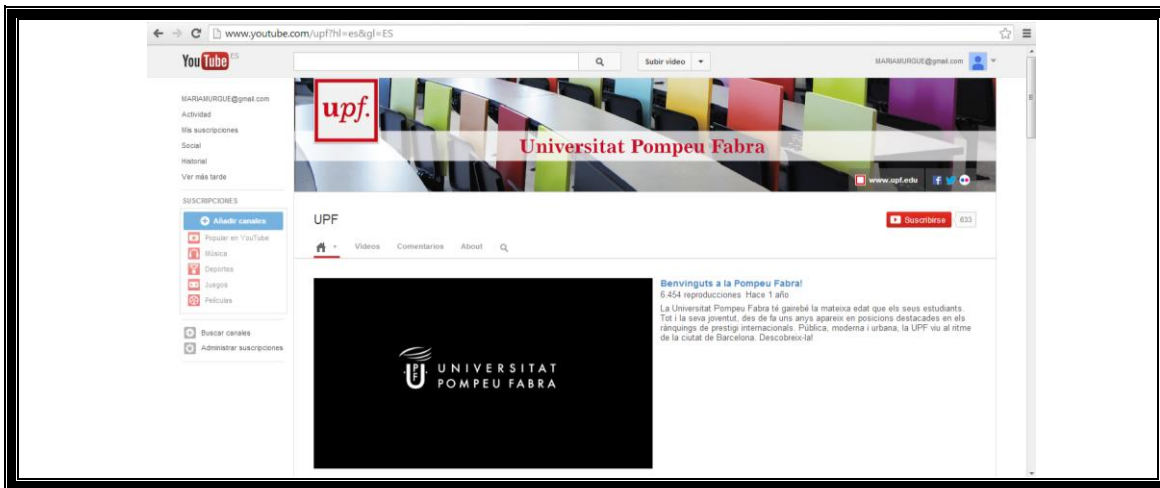 www.youtube.com/upf?hl=es&gl=ES
You Tube ES
Subir vídeo
MARIAMURGUE@gmail.com
MARIAMURGUE@gmail.com
Actividad
Mis suscripciones
Social
Historial
Ver más tarde
SUSCRIPCIONES
Añadir canales
Popular en YouTube
Música
Deportes
Juegos
Películas
Buscar canales
Administrar suscripciones
upf.
Universitat Pompeu Fabra
www.upf.edu
UPF
Suscribirse 633
Vídeos Comentarios About
UPF
UNIVERSITAT
POMPEU FABRA
Benvinguts a la Pompeu Fabra!
6.454 reproducciones Hace 1 año
La Universitat Pompeu Fabra té gairebé la mateixa edat que els seus estudiants.
Tot i la seva joventut, des de fa uns anys apareix en posicions destacades en els
rànquings de prestigi internacionals. Pública, moderna i urbana, la UPF viu al ritme
de la ciutat de Barcelona. Descobreix-la!